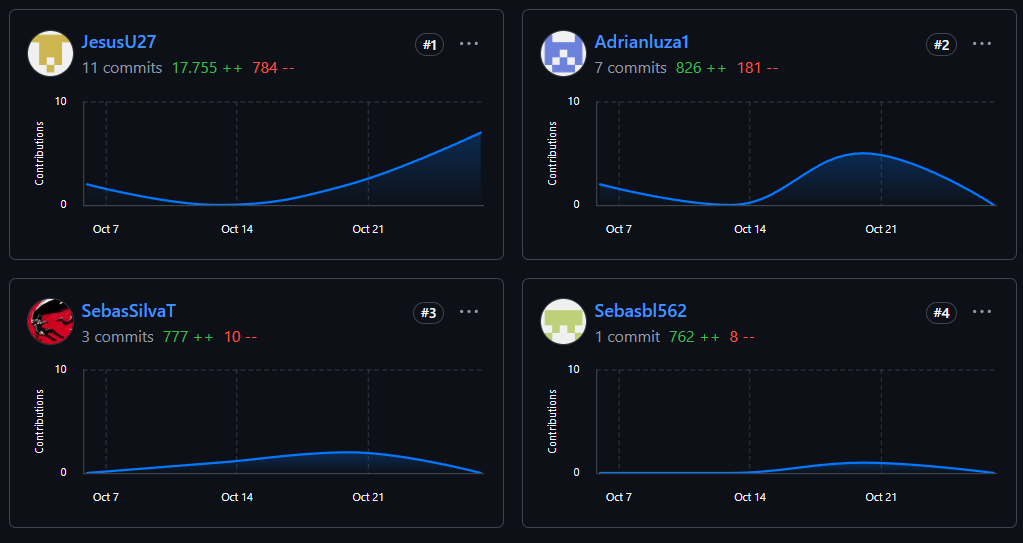 JesusU27
#1
11 commits 17.755 ++ 784 --
10
Contributions
0
Oct 7 Oct 14 Oct 21
Adrianluza1
#2
7 commits 826 ++ 181 --
10
Contributions
0
Oct 7 Oct 14 Oct 21
SebasSilvaT
#3
3 commits 777 ++ 10 --
10
Contributions
0
Oct 7 Oct 14 Oct 21
Sebasbl562
#4
1 commit 762 ++ 8 --
10
Contributions
0
Oct 7 Oct 14 Oct 21